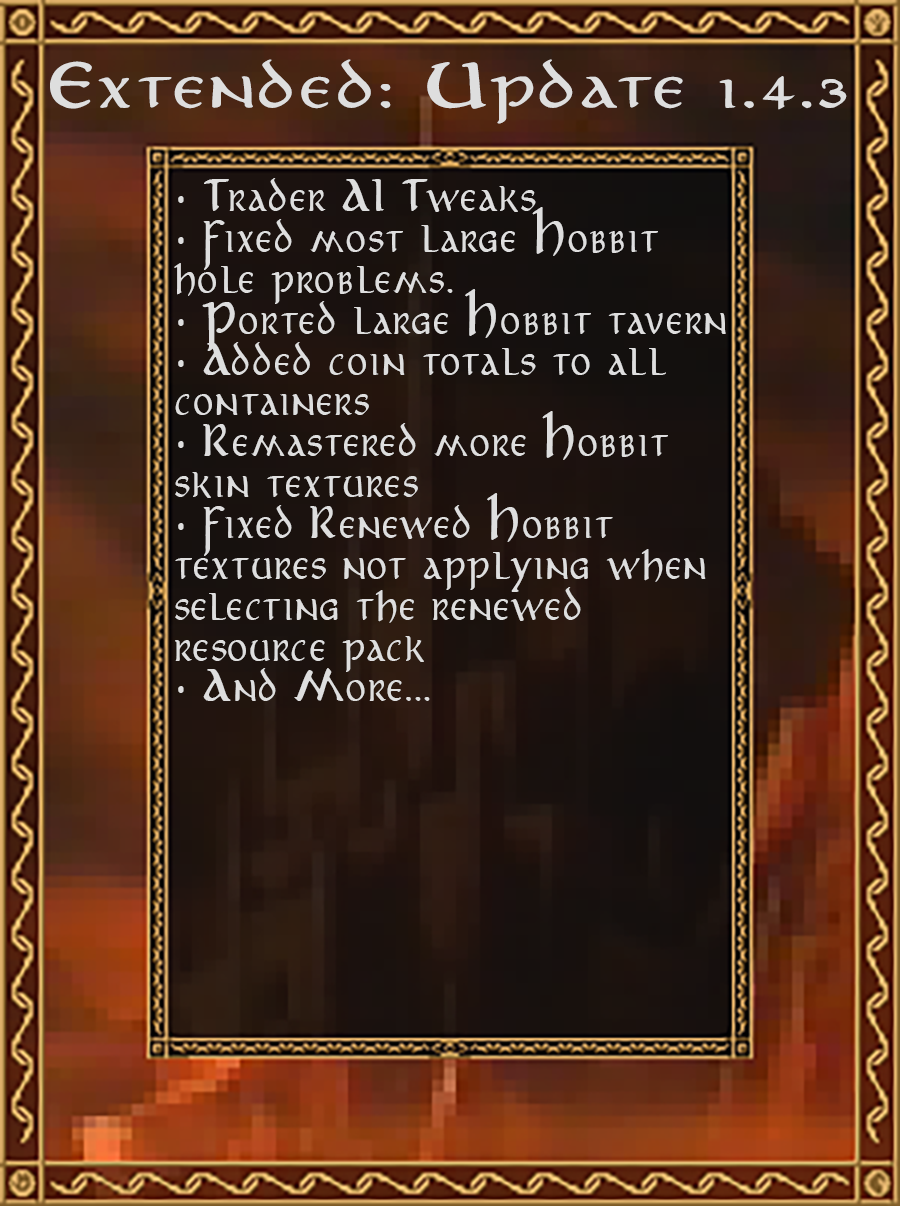 Extended: Update 1.4.3
• Trader AI Tweaks
• Fixed most large Hobbit
hole problems.
• Ported large Hobbit tavern
• Added coin totals to all
containers
• Remastered more Hobbit
skin textures
• Fixed Renewed Hobbit
textures not applying when
selecting the renewed
resource pack
• And More...